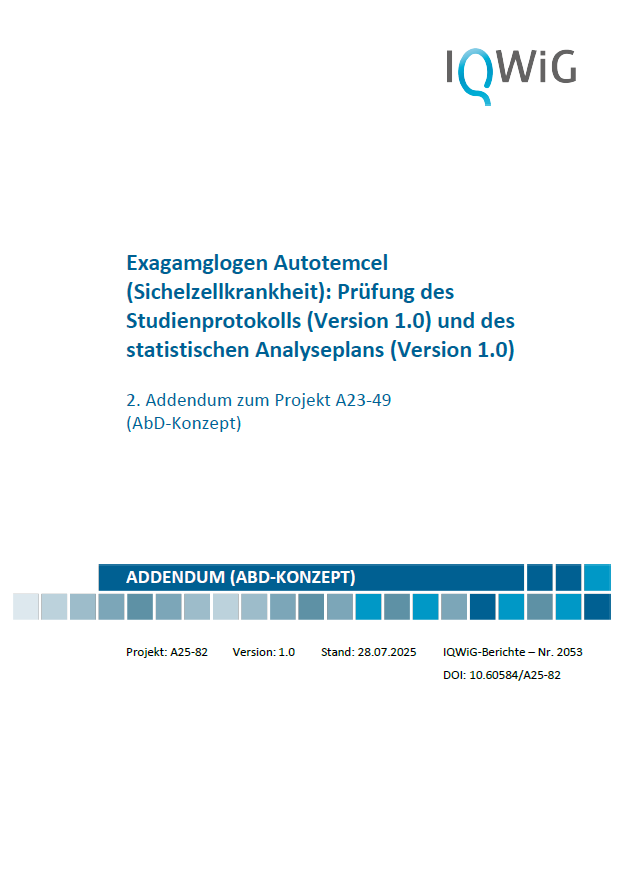 IQWiG
Exagamglogen Autotemcel
(Sichelzellkrankheit): Prüfung des
Studienprotokolls (Version 1.0) und des
statistischen Analyseplans (Version 1.0)
2. Addendum zum Projekt A23-49
(AbD-Konzept)
ADDENDUM (ABD-KONZEPT)
Projekt: A25-82 Version: 1.0 Stand: 28.07.2025 IQWiG-Berichte – Nr. 2053
DOI: 10.60584/A25-82